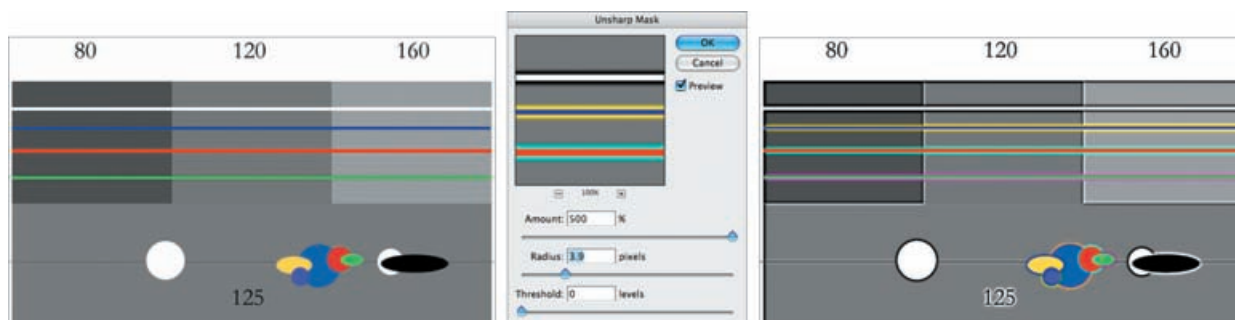 80 120 160
125
Unsharp Mask
OK
Cancel
Preview
100%
Amount: 500 %
Radius: 3.9 pixels
Threshold: 0 levels
80 120 160
125